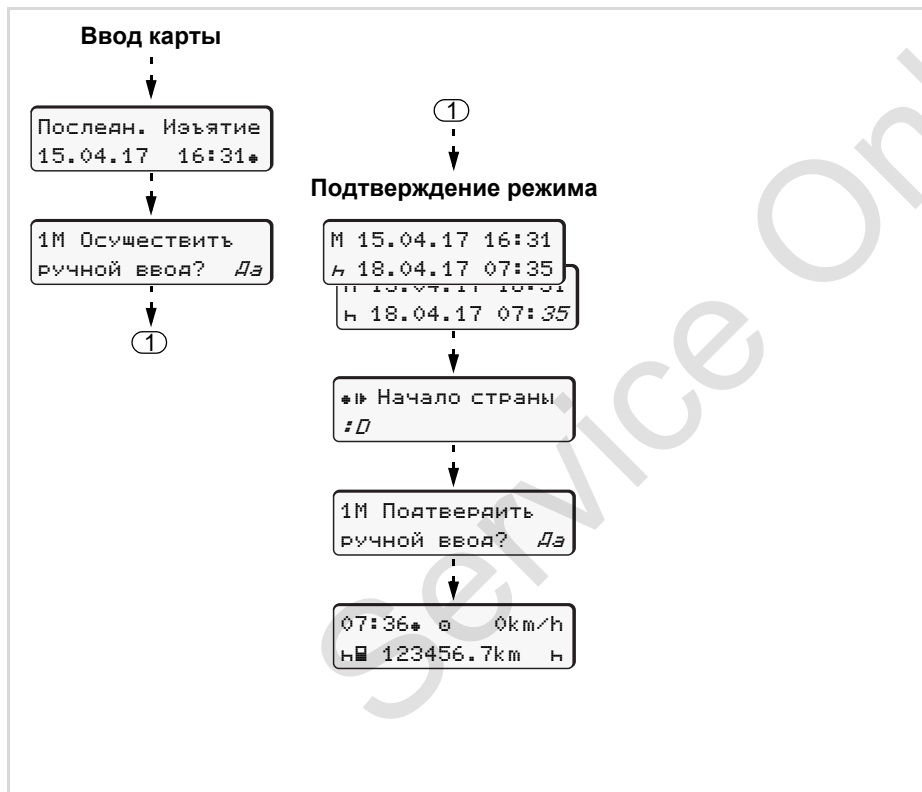 Ввод карты
Последн. Изъятие
15.04.17 16:31
1M Осуществить
ручной ввод? Да
1
1
Подтверждение режима
M 15.04.17 16:31
h 18.04.17 07:35
h 18.04.17 07:35
Начало страны
:D
1M Подтвердить
ручной ввод? Да
07:36 0km/h
h 123456.7km h
Service